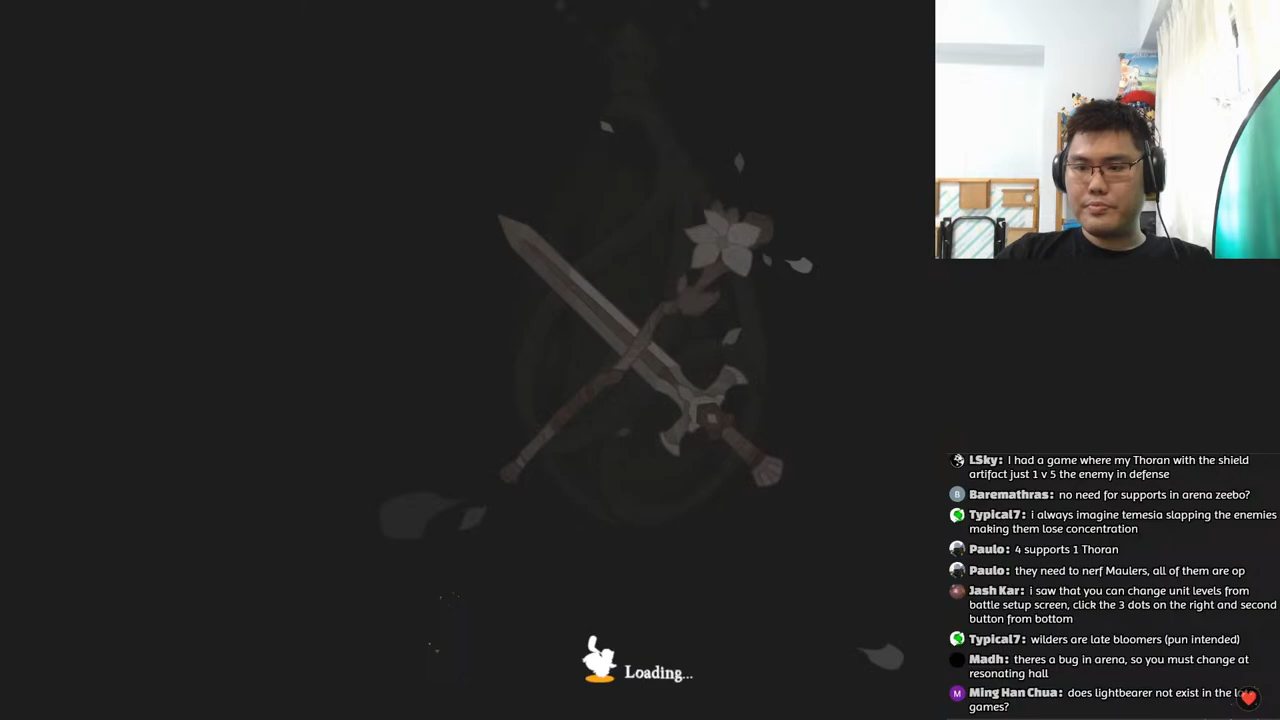 LSky: I had a game where my Thoran with the shield
artifact just 1 v 5 the enemy in defense
B Baremathras: no need for supports in arena zeebo?
Typical7: i always imagine temesia slapping the enemies
making them lose concentration
Paulo: 4 supports 1 Thoran
Paulo: they need to nerf Maulers, all of them are op
Jash Kar: i saw that you can change unit levels from
battle setup screen, click the 3 dots on the right and second
button from bottom
Typical7: wilders are late bloomers (pun intended)
Madh: theres a bug in arena, so you must change at
resonating hall
M Ming Han Chua: does lightbearer not exist in the
games?
Loading...